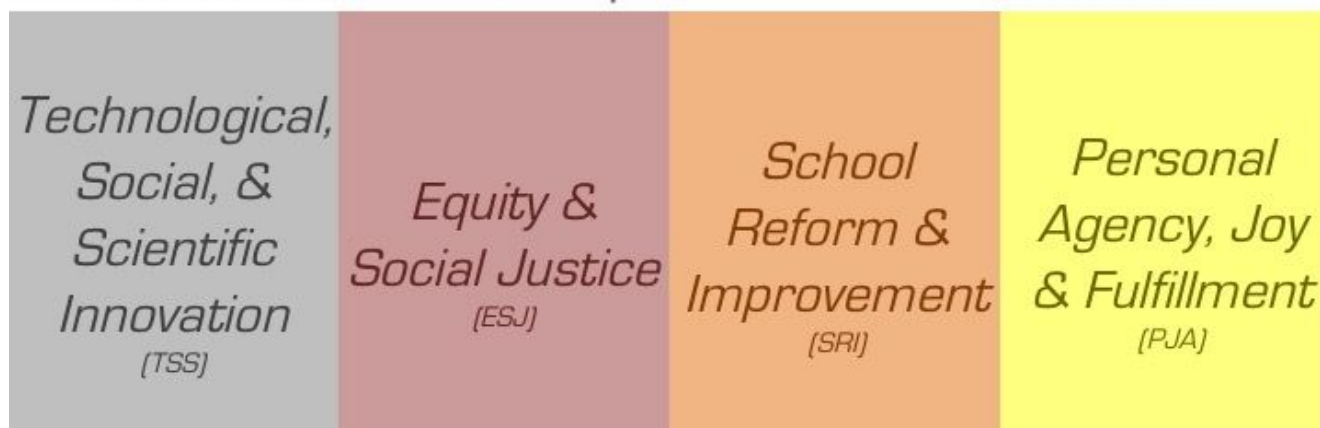 Technological,
Social, &
Scientific
Innovation
(TSS)
Equity &
Social Justice
(ESJ)
School
Reform &
Improvement
(SRI)
Personal
Agency, Joy
& Fulfillment
(PJA)